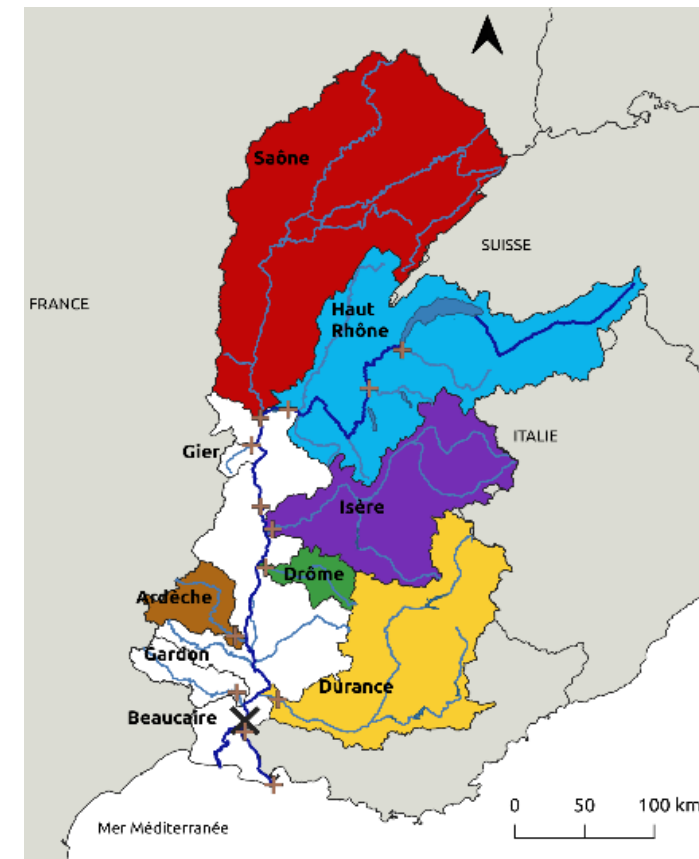 Saône
SUISSE
FRANCE
Haut
Rhône
ITALIE
Gier
Isère
Drôme
Ardèche
Gardon
Durance
Beaucaire
0 50 100 km
Mer Méditerranée